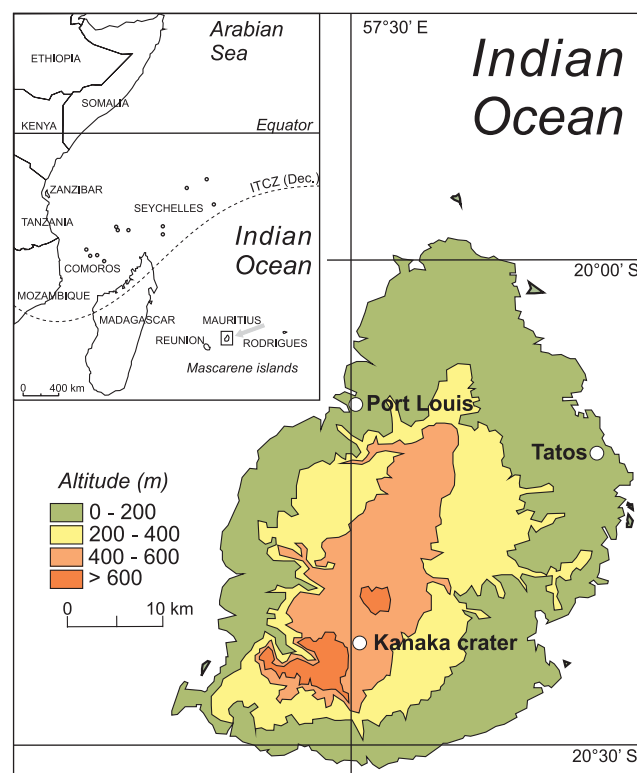 Arabian
Sea
ETHIOPIA
SOMALIA
KENYA
Equator
ZANZIBAR
SEYCHELLES
ITCZ (Dec.)
TANZANIA
Indian
Ocean
COMOROS
MOZAMBIQUE
MADAGASCAR
MAURITIUS
REUNION
RODRIGUES
Mascarene islands
0 400 km
57°30' E
Indian
Ocean
20°00' S
Port Louis
Tatos
Altitude (m)
0 - 200
200 - 400
400 - 600
> 600
0 10 km
Kanaka crater
20°30' S